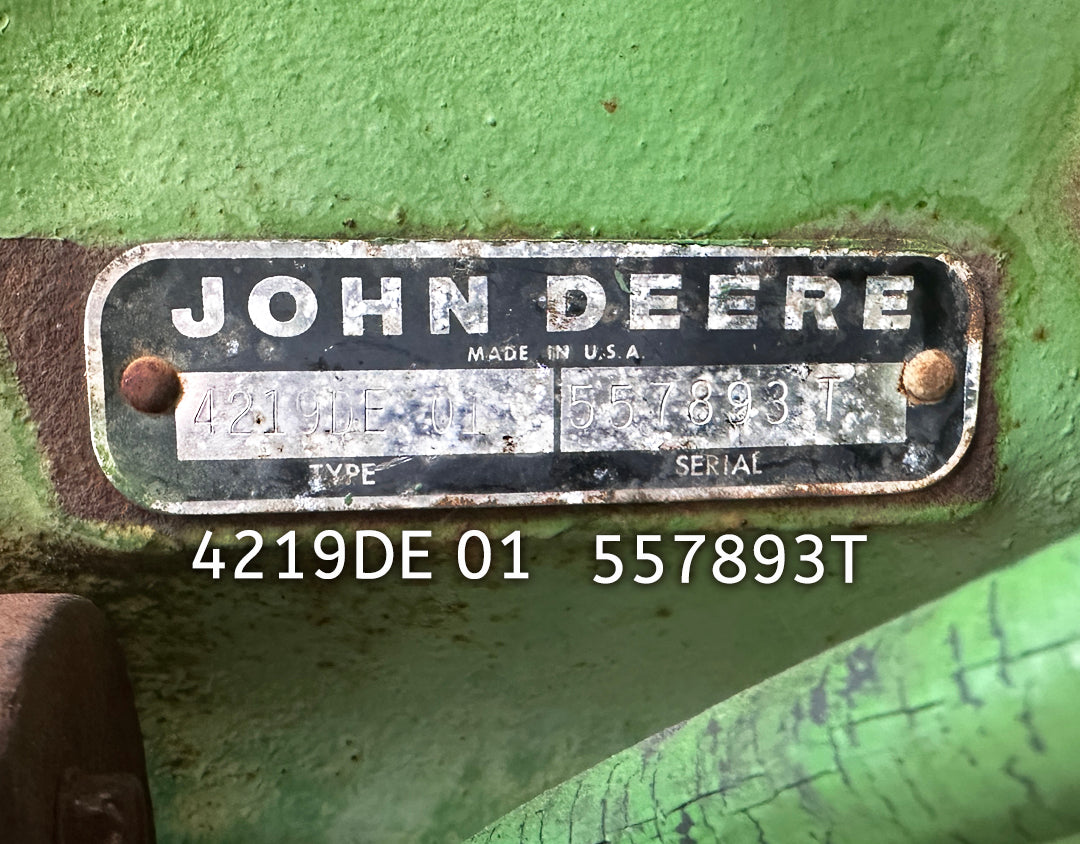 JOHN DEERE
MADE IN U.S.A.
4219DE 01 557893 T
TYPE SERIAL
4219DE 01 557893T